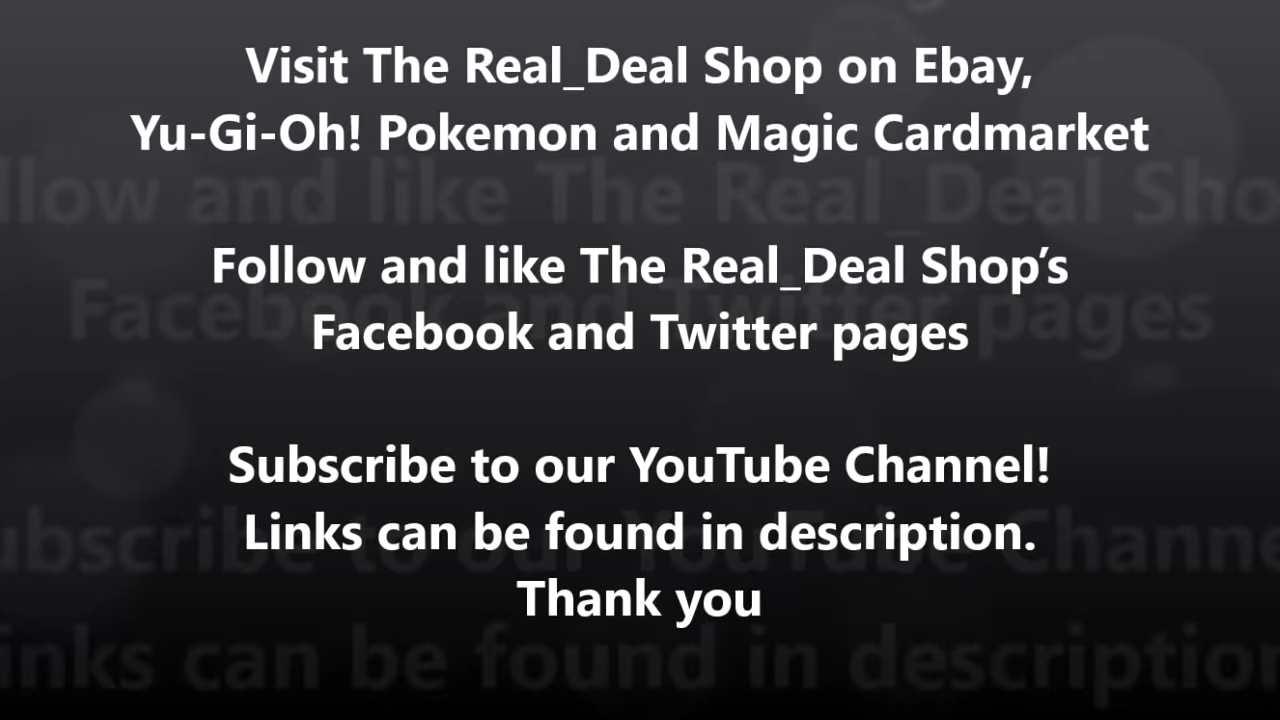 Visit The Real_Deal Shop on Ebay,
Yu-Gi-Oh! Pokemon and Magic Cardmarket
Follow and like The Real_Deal Shop’s
Facebook and Twitter pages
Subscribe to our YouTube Channel!
Links can be found in description.
Thank you